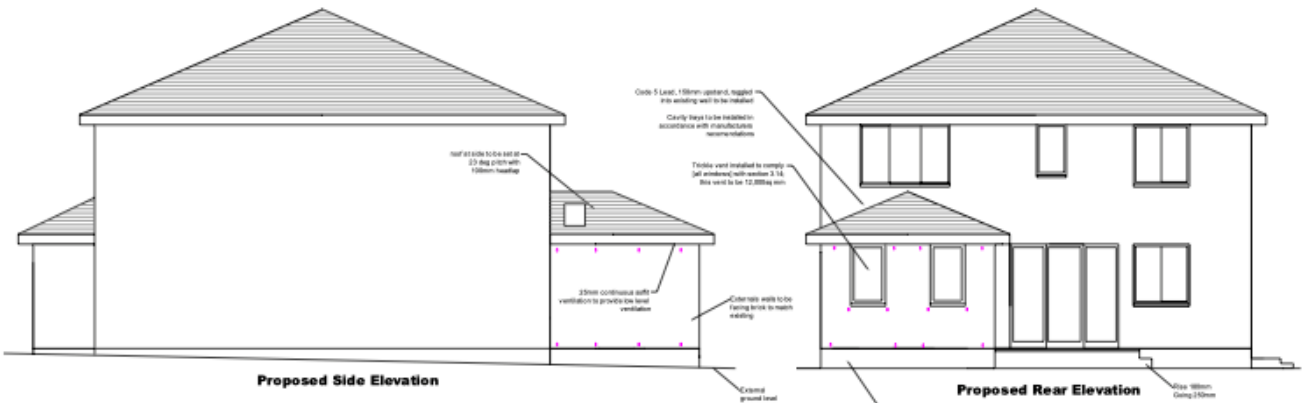 Code 5 Lead, 150mm upstand, raggled
into existing wall to be installed
Cavity trays to be installed in
accordance with manufacturers
recomendations
roof at side to be set at
23 deg pitch with
100mm headlap
Trickle vent installed to comply
[all windows] with section 3.14,
this vent to be 12,000sq mm
25mm continuous soffit
ventilation to provide low level
ventilation
Externals walls to be
facing brick to match
existing
Proposed Side Elevation
External
ground level
Proposed Rear Elevation
Rise 180mm
Going 250mm